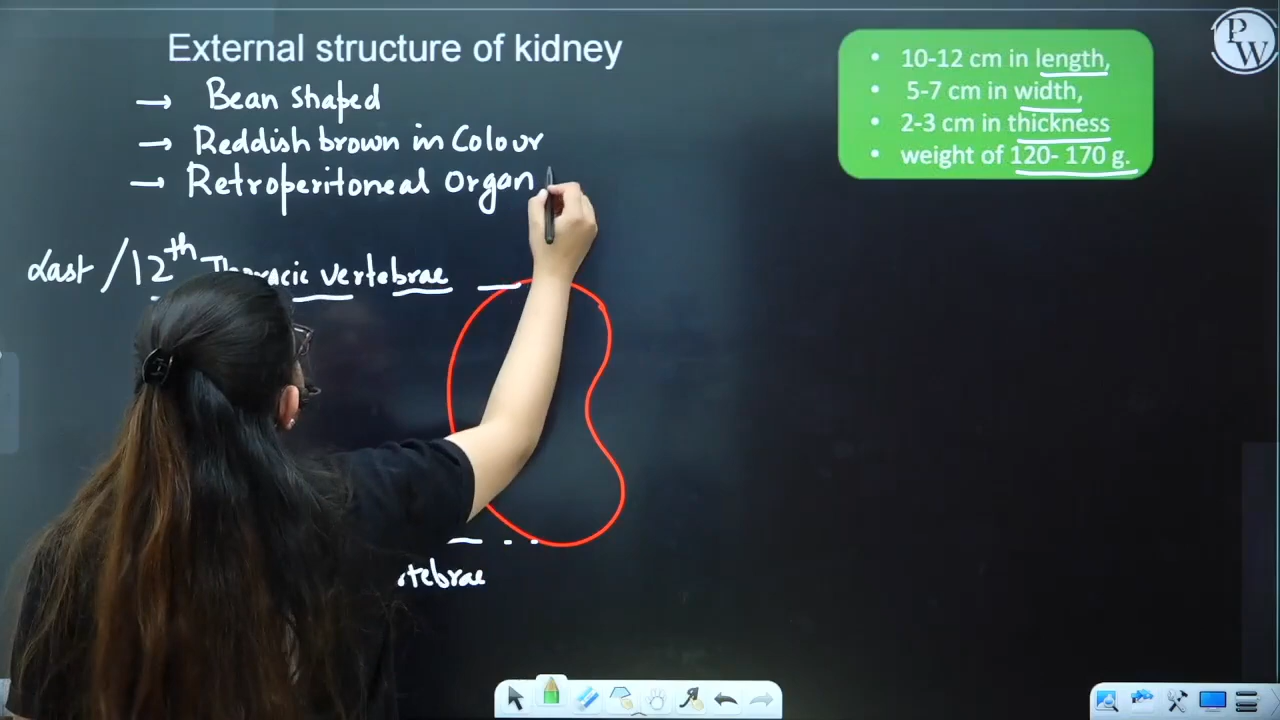 External structure of kidney
→ Bean shaped
→ Reddish brown in Colour
→ Retroperitoneal Organ
Last / 12th Thoracic vertebrae
• 10-12 cm in length,
• 5-7 cm in width,
• 2-3 cm in thickness
• weight of 120- 170 g.
PW